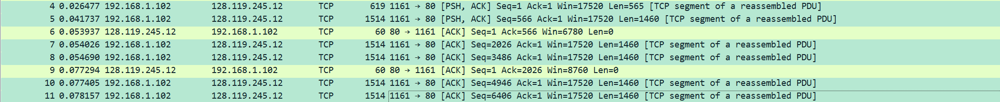 4 0.026477 192.168.1.102 128.119.245.12 TCP 619 1161 → 80 [PSH, ACK] Seq=1 Ack=1 Win=17520 Len=565 [TCP segment of a reassembled PDU]
5 0.041737 192.168.1.102 128.119.245.12 TCP 1514 1161 → 80 [PSH, ACK] Seq=566 Ack=1 Win=17520 Len=1460 [TCP segment of a reassembled PDU]
6 0.053937 128.119.245.12 192.168.1.102 TCP 60 80 → 1161 [ACK] Seq=1 Ack=566 Win=6780 Len=0
7 0.054026 192.168.1.102 128.119.245.12 TCP 1514 1161 → 80 [ACK] Seq=2026 Ack=1 Win=17520 Len=1460 [TCP segment of a reassembled PDU]
8 0.054690 192.168.1.102 128.119.245.12 TCP 1514 1161 → 80 [ACK] Seq=3486 Ack=1 Win=17520 Len=1460 [TCP segment of a reassembled PDU]
9 0.077294 128.119.245.12 192.168.1.102 TCP 60 80 → 1161 [ACK] Seq=1 Ack=2026 Win=8760 Len=0
10 0.077405 192.168.1.102 128.119.245.12 TCP 1514 1161 → 80 [ACK] Seq=4946 Ack=1 Win=17520 Len=1460 [TCP segment of a reassembled PDU]
11 0.078157 192.168.1.102 128.119.245.12 TCP 1514 1161 → 80 [ACK] Seq=6406 Ack=1 Win=17520 Len=1460 [TCP segment of a reassembled PDU]